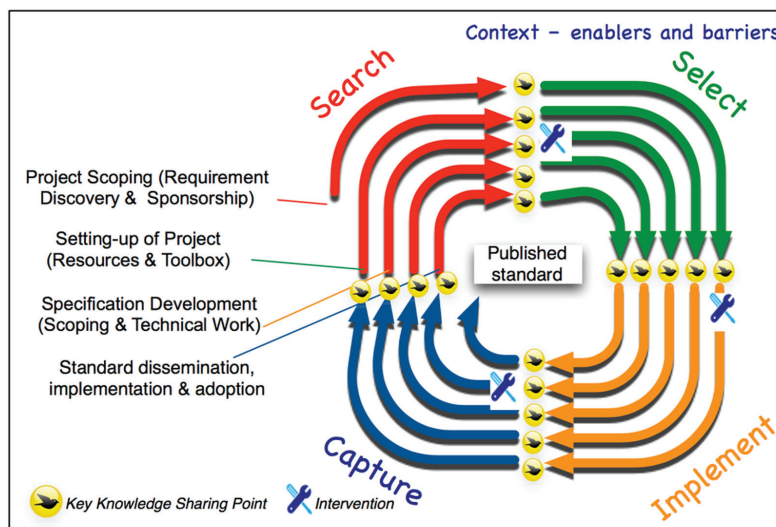 Context – enablers and barriers
Search
Select
Project Scoping (Requirement
Discovery & Sponsorship)
Setting-up of Project
(Resources & Toolbox)
Published
standard
Specification Development
(Scoping & Technical Work)
Standard dissemination,
implementation & adoption
Capture
Implement
Key Knowledge Sharing Point
Intervention